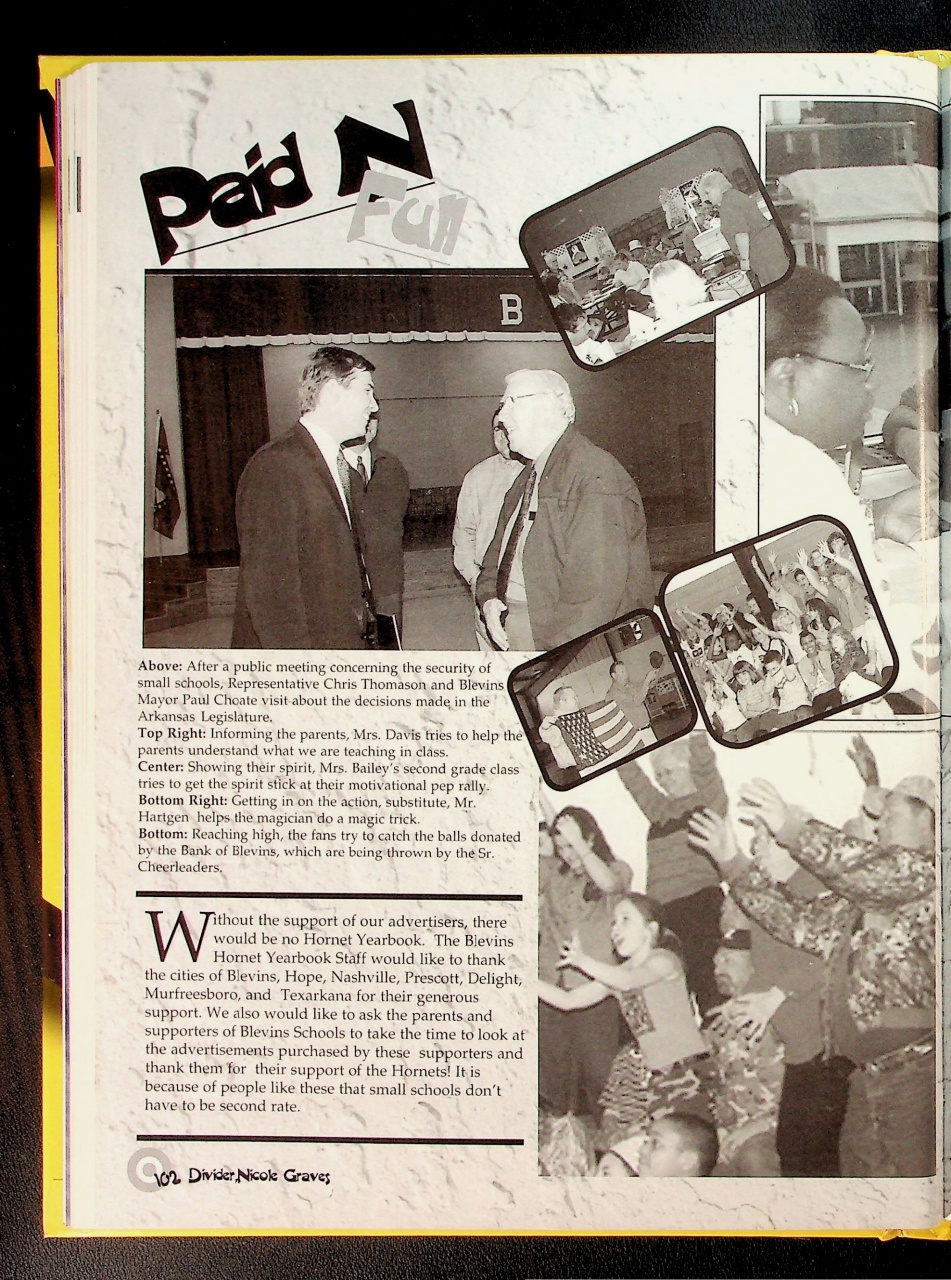 Paid N
Fun
B
Above: After a public meeting concerning the security of
small schools, Representative Chris Thomason and Blevins
Mayor Paul Choate visit about the decisions made in the
Arkansas Legislature.
Top Right: Informing the parents, Mrs. Davis tries to help the
parents understand what we are teaching in class.
Center: Showing their spirit, Mrs. Bailey's second grade class
tries to get the spirit stick at their motivational pep rally.
Bottom Right: Getting in on the action, substitute, Mr.
Hartgen helps the magician do a magic trick.
Bottom: Reaching high, the fans try to catch the balls donated
by the Bank of Blevins, which are being thrown by the Sr.
Cheerleaders.
Without the support of our advertisers, there
would be no Hornet Yearbook. The Blevins
Hornet Yearbook Staff would like to thank
the cities of Blevins, Hope, Nashville, Prescott, Delight,
Murfreesboro, and Texarkana for their generous
support. We also would like to ask the parents and
supporters of Blevins Schools to take the time to look at
the advertisements purchased by these supporters and
thank them for their support of the Hornets! It is
because of people like these that small schools don't
have to be second rate.
102 Divider, Nicole Graves